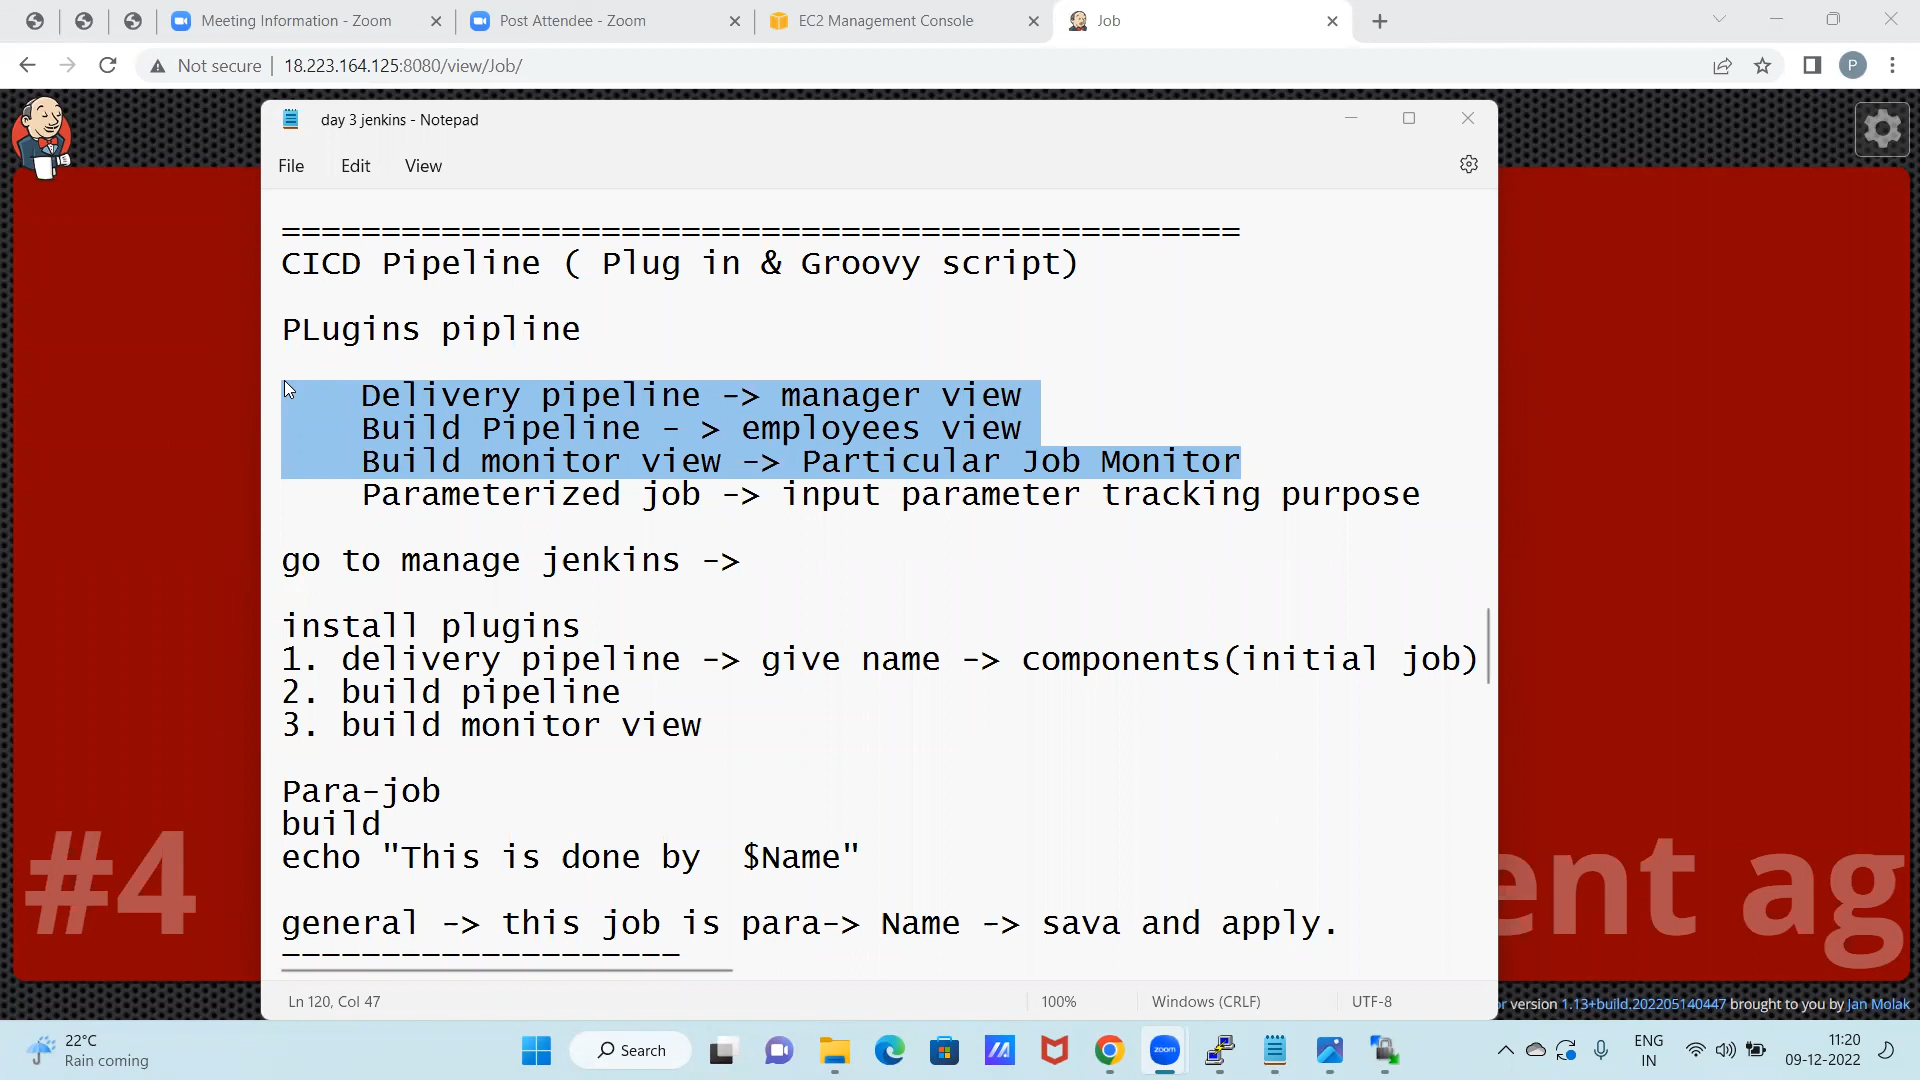 Meeting Information - Zoom
Post Attendee - Zoom
EC2 Management Console
Job
Not secure
18.223.164.125:8080/view/Job/
P
day 3 jenkins - Notepad
File
Edit
View
================================================
CICD Pipeline ( Plug in & Groovy script)
PLugins pipline
Delivery pipeline -> manager view
Build Pipeline - > employees view
Build monitor view -> Particular Job Monitor
Parameterized job -> input parameter tracking purpose
go to manage jenkins ->
install plugins
1. delivery pipeline -> give name -> components(initial job)
2. build pipeline
3. build monitor view
Para-job
build
echo "This is done by  $Name"
general -> this job is para-> Name -> sava and apply.
--------------------
#4
ent ag
Ln 120, Col 47
100%
Windows (CRLF)
UTF-8
or version 1.13+build.202205140447 brought to you by Jan Molak
22°C
Rain coming
Search
zoom
ENG
IN
11:20
09-12-2022